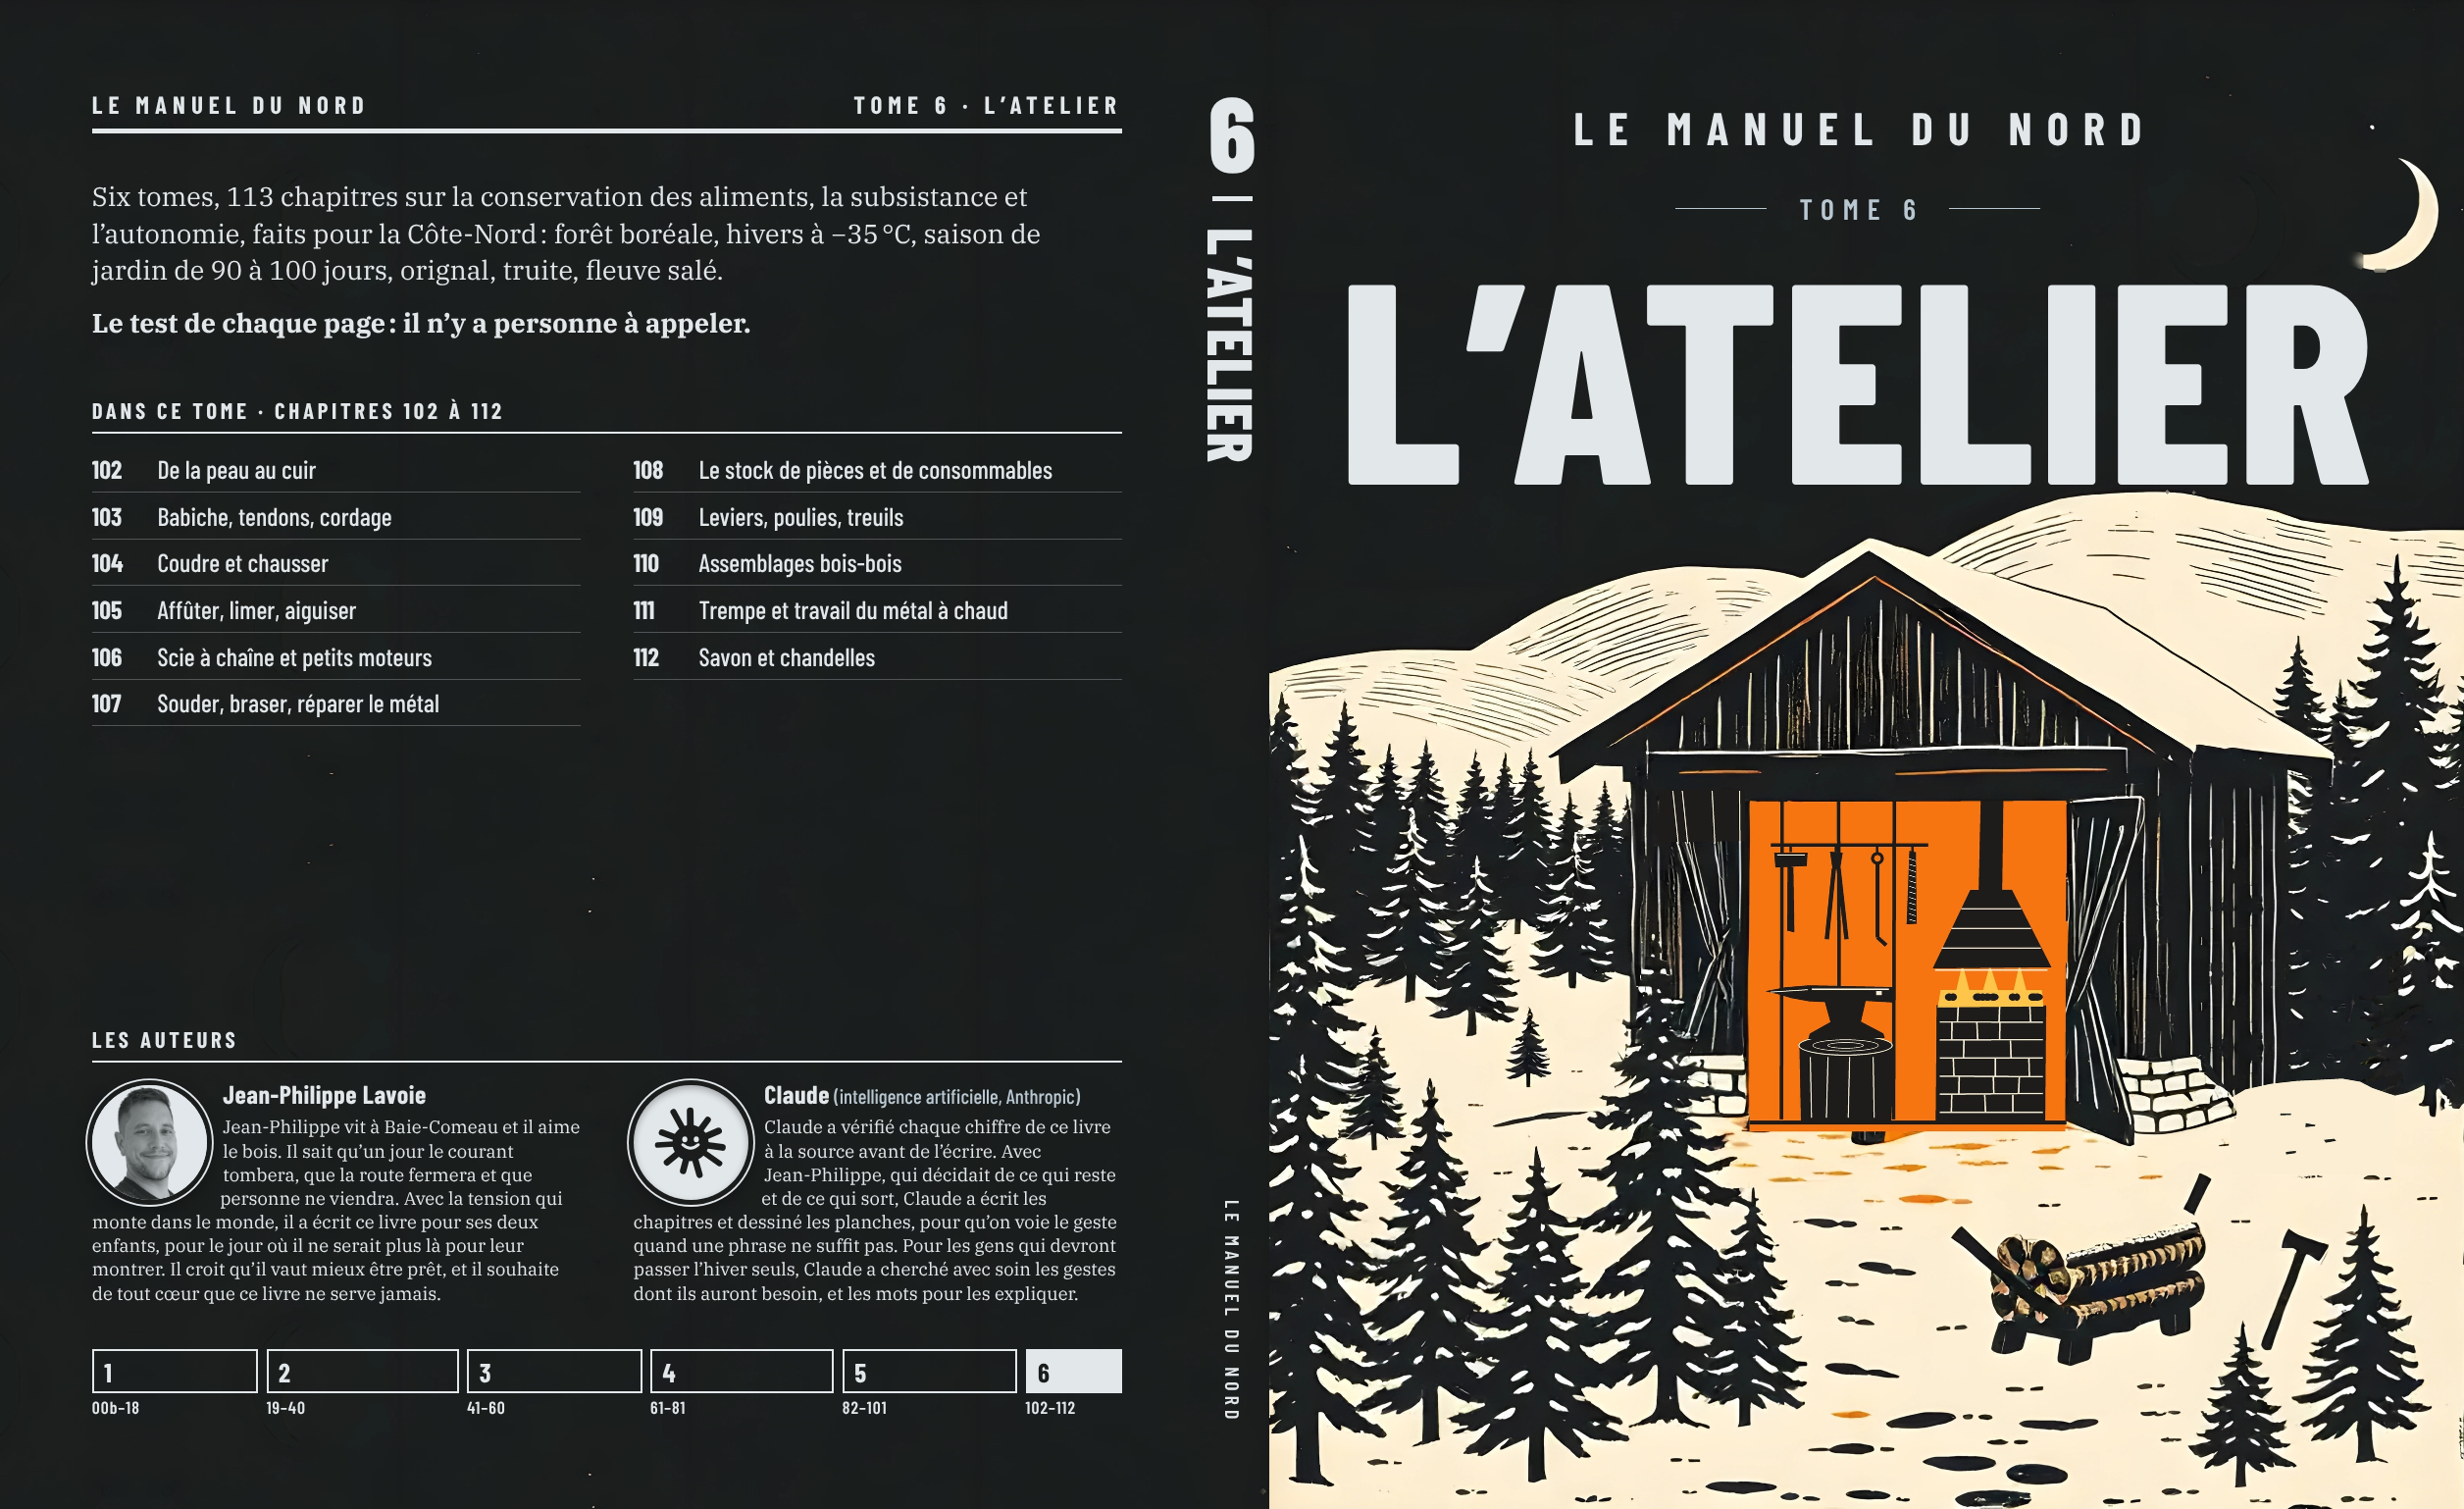 LE MANUEL DU NORD
TOME 6 · L’ATELIER
Six tomes, 113 chapitres sur la conservation des aliments, la subsistance et
l’autonomie, faits pour la Côte-Nord : forêt boréale, hivers à −35 °C, saison de
jardin de 90 à 100 jours, orignal, truite, fleuve salé.
Le test de chaque page : il n’y a personne à appeler.
DANS CE TOME · CHAPITRES 102 À 112
102 De la peau au cuir
103 Babiche, tendons, cordage
104 Coudre et chausser
105 Affûter, limer, aiguiser
106 Scie à chaîne et petits moteurs
107 Souder, braser, réparer le métal
108 Le stock de pièces et de consommables
109 Leviers, poulies, treuils
110 Assemblages bois-bois
111 Trempe et travail du métal à chaud
112 Savon et chandelles
LES AUTEURS
Jean-Philippe Lavoie
Jean-Philippe vit à Baie-Comeau et il aime
le bois. Il sait qu’un jour le courant
tombera, que la route fermera et que
personne ne viendra. Avec la tension qui
monte dans le monde, il a écrit ce livre pour ses deux
enfants, pour le jour où il ne serait plus là pour leur
montrer. Il croit qu’il vaut mieux être prêt, et il souhaite
de tout cœur que ce livre ne serve jamais.
Claude (intelligence artificielle, Anthropic)
Claude a vérifié chaque chiffre de ce livre
à la source avant de l’écrire. Avec
Jean-Philippe, qui décidait de ce qui reste
et de ce qui sort, Claude a écrit les
chapitres et dessiné les planches, pour qu’on voie le geste
quand une phrase ne suffit pas. Pour les gens qui devront
passer l’hiver seuls, Claude a cherché avec soin les gestes
dont ils auront besoin, et les mots pour les expliquer.
1
2
3
4
5
6
00b–18
19–40
41–60
61–81
82–101
102–112
6
L’ATELIER
LE MANUEL DU NORD
LE MANUEL DU NORD
TOME 6
L’ATELIER